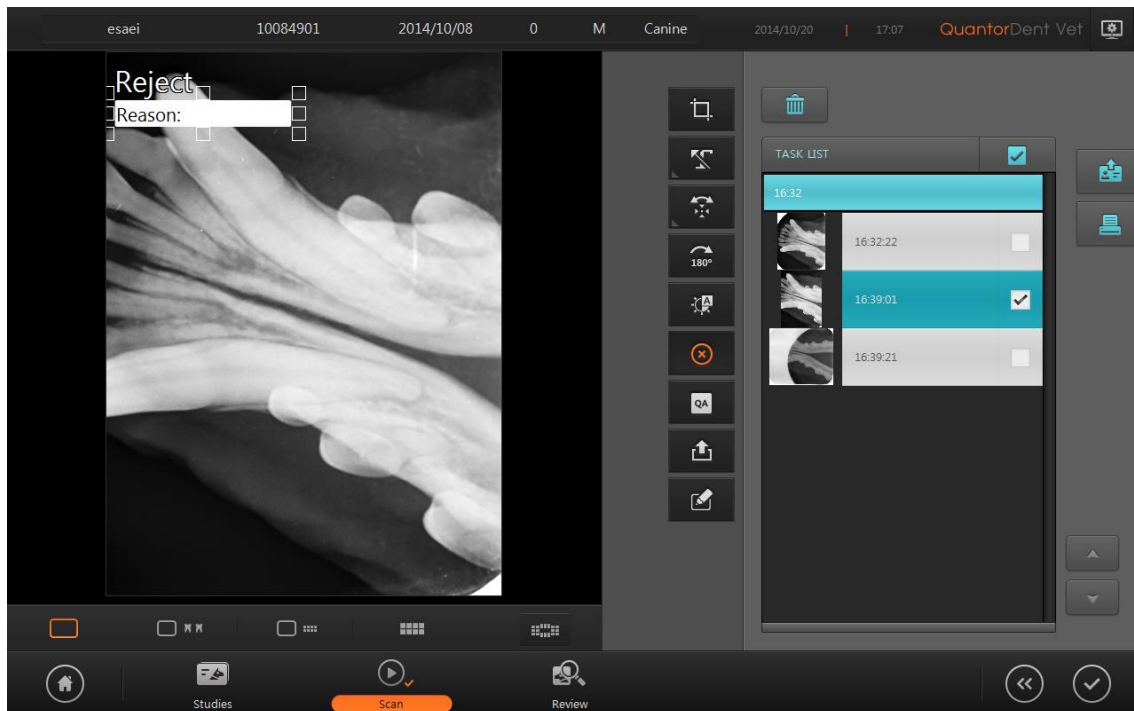 esaei 10084901 2014/10/08 0 M Canine 2014/10/20 | 17:07 QuantorDent Vet
Reject
Reason:
180°
A
QA
TASK LIST
16:32
16:32:22
16:39:01
16:39:21
Studies
Scan
Review